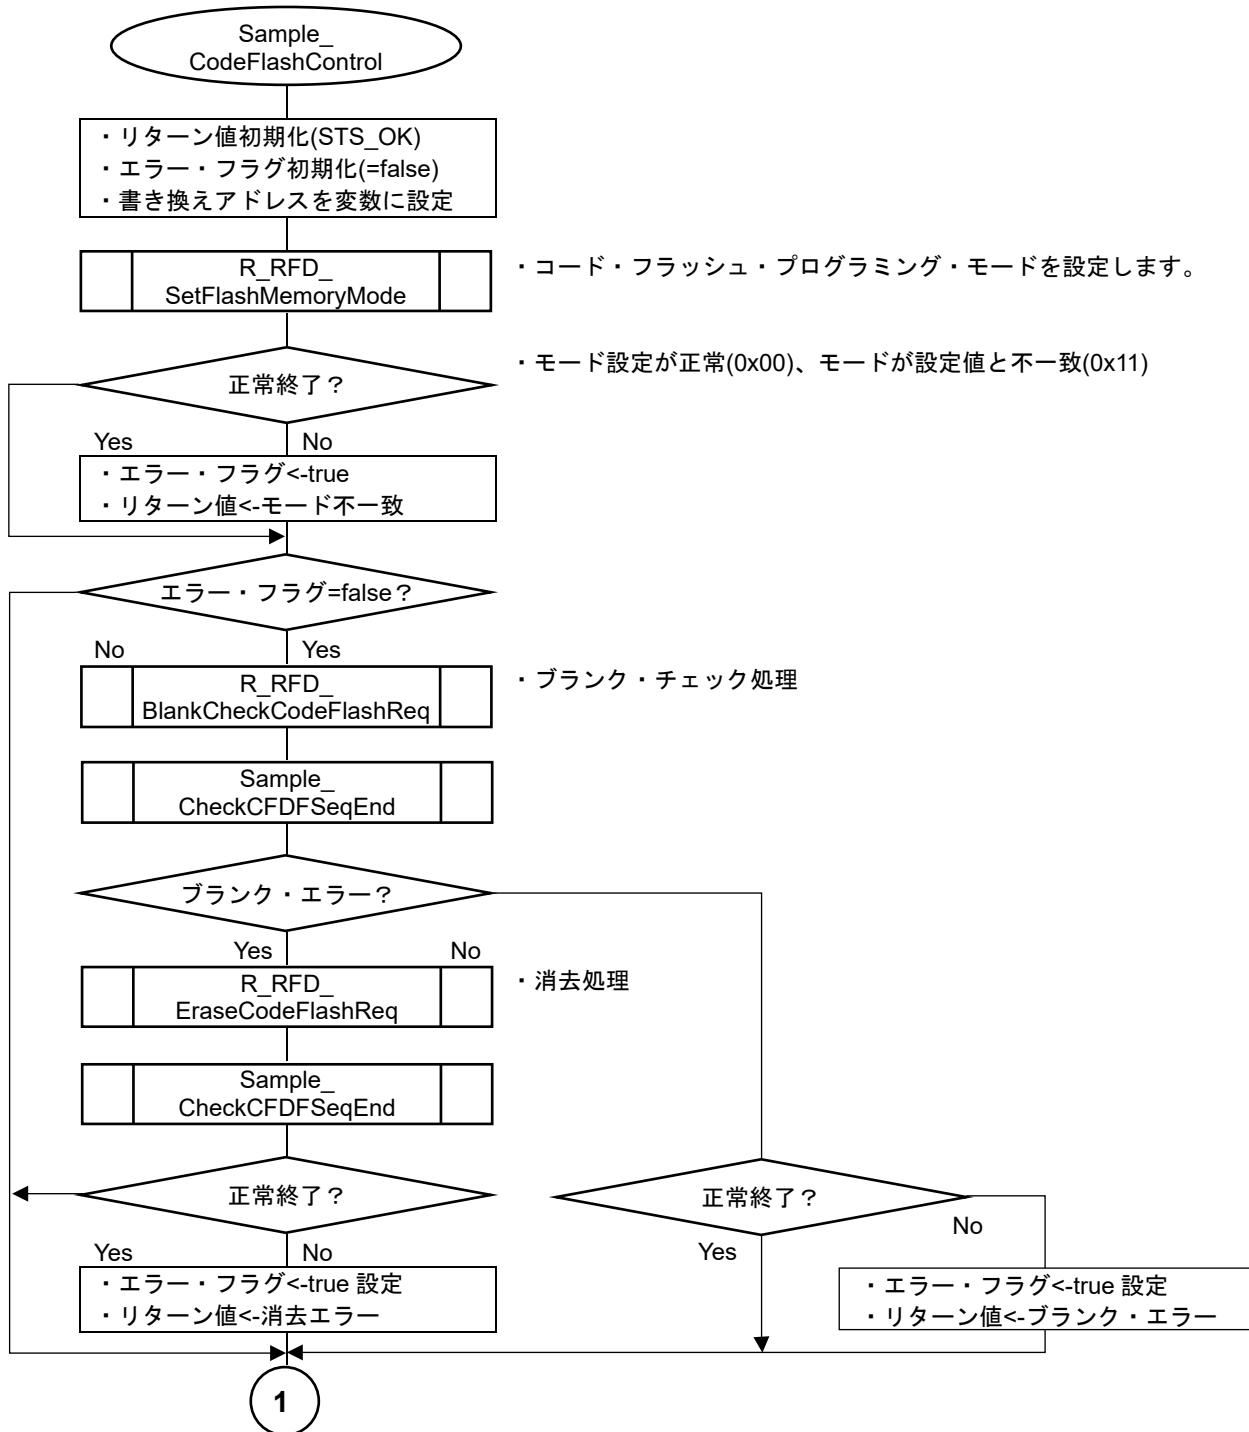 Sample_
CodeFlashControl
・リターン値初期化(STS_OK)
・エラー・フラグ初期化(=false)
・書き換えアドレスを変数に設定
R_RFD_
SetFlashMemoryMode
・コード・フラッシュ・プログラミング・モードを設定します。
・モード設定が正常(0x00)、モードが設定値と不一致(0x11)
正常終了？
Yes
No
・エラー・フラグ<-true
・リターン値<-モード不一致
エラー・フラグ=false？
No
Yes
R_RFD_
BlankCheckCodeFlashReq
・ブランク・チェック処理
Sample_
CheckCFDFSeqEnd
ブランク・エラー？
Yes
No
R_RFD_
EraseCodeFlashReq
・消去処理
Sample_
CheckCFDFSeqEnd
正常終了？
正常終了？
Yes
No
Yes
No
・エラー・フラグ<-true 設定
・リターン値<-消去エラー
・エラー・フラグ<-true 設定
・リターン値<-ブランク・エラー
1